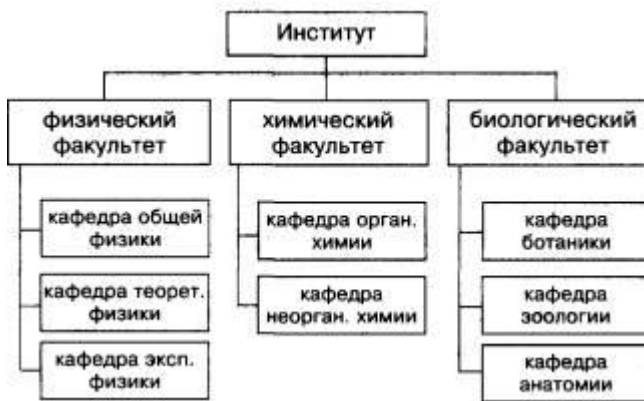 Институт
физический
факультет
кафедра общей
физики
кафедра теорет.
физики
кафедра эксп.
физики
химический
факультет
кафедра орган.
химии
кафедра
неорган. химии
биологический
факультет
кафедра
ботаники
кафедра
зоологии
кафедра
анатомии